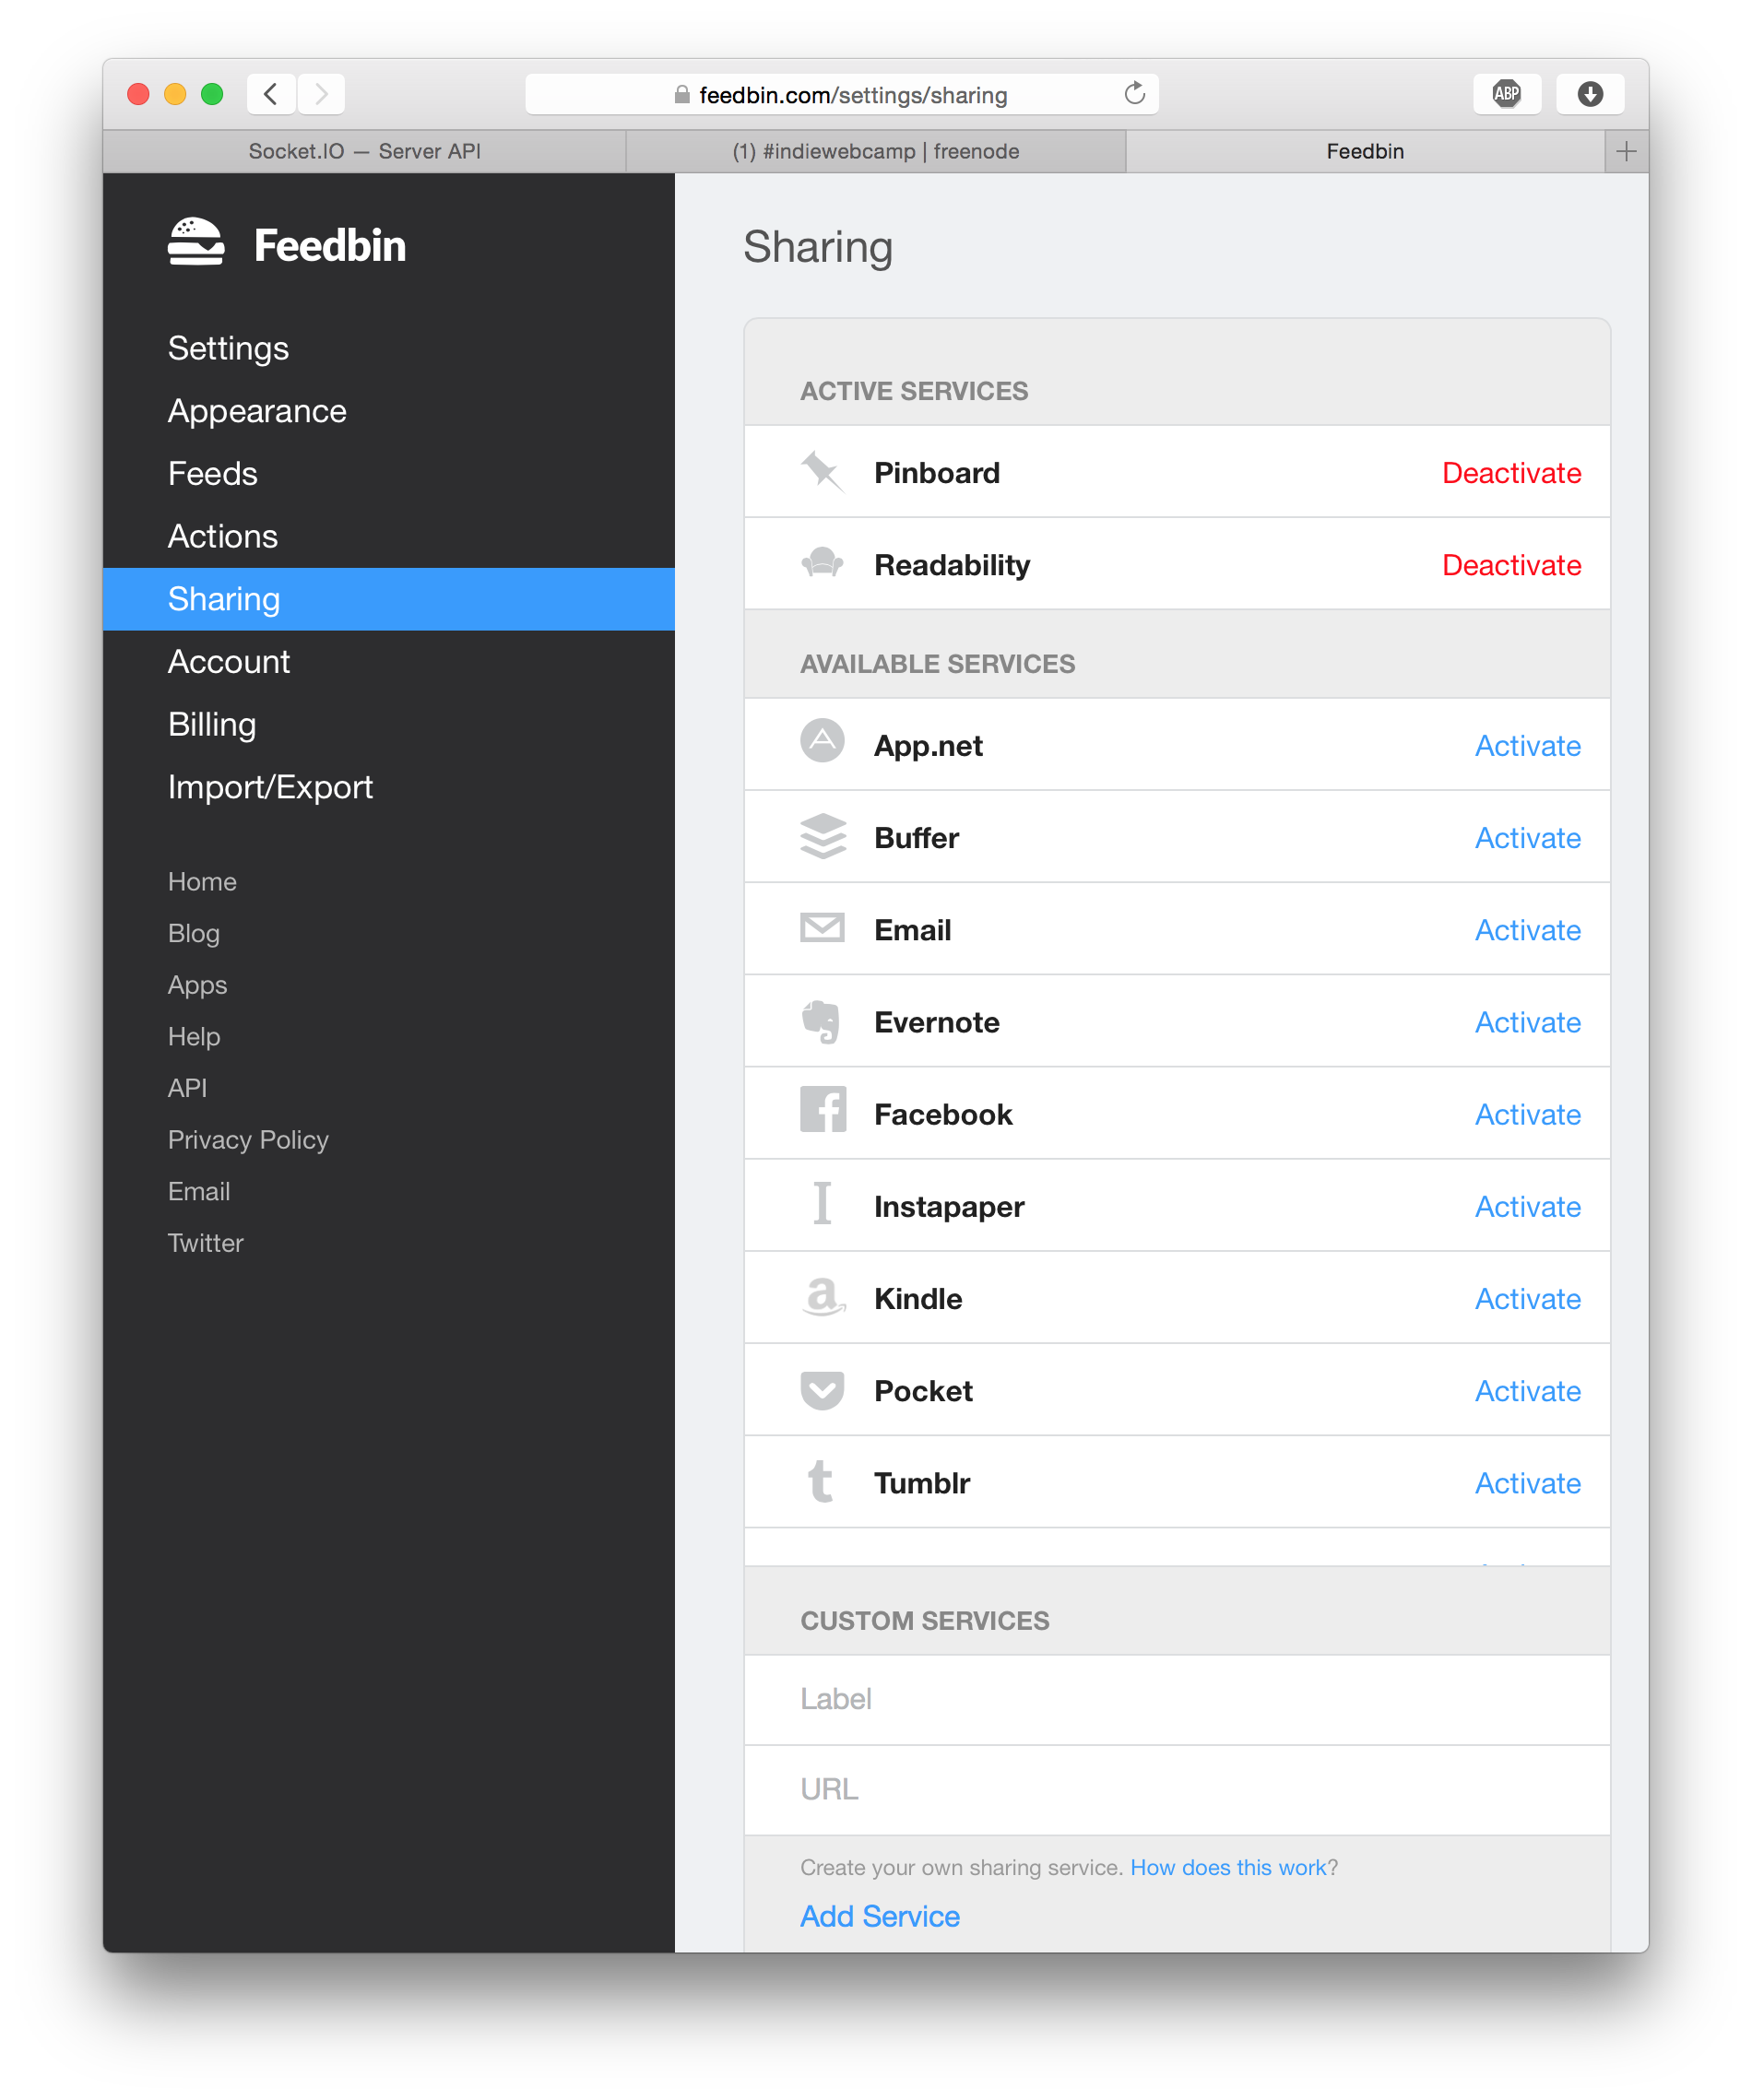 feedbin.com/settings/sharing
ABP
Socket.IO — Server API
(1) #indiewebcamp | freenode
Feedbin
Feedbin
Settings
Appearance
Feeds
Actions
Sharing
Account
Billing
Import/Export
Home
Blog
Apps
Help
API
Privacy Policy
Email
Twitter
Sharing
ACTIVE SERVICES
Pinboard Deactivate
Readability Deactivate
AVAILABLE SERVICES
App.net Activate
Buffer Activate
Email Activate
Evernote Activate
Facebook Activate
Instapaper Activate
Kindle Activate
Pocket Activate
Tumblr Activate
CUSTOM SERVICES
Label
URL
Create your own sharing service. How does this work?
Add Service